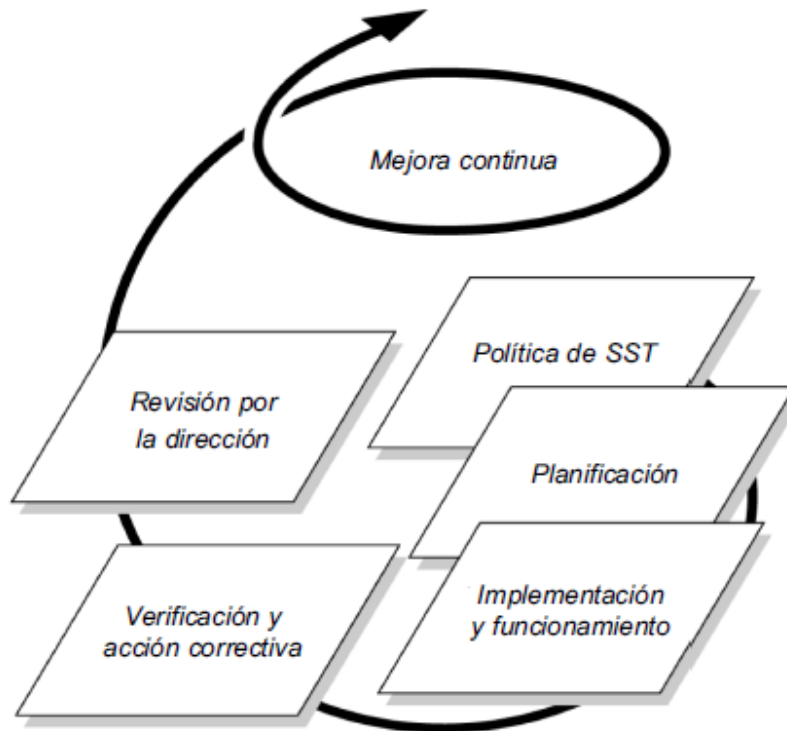 Mejora continua
Política de SST
Planificación
Implementación
y funcionamiento
Verificación y
acción correctiva
Revisión por
la dirección